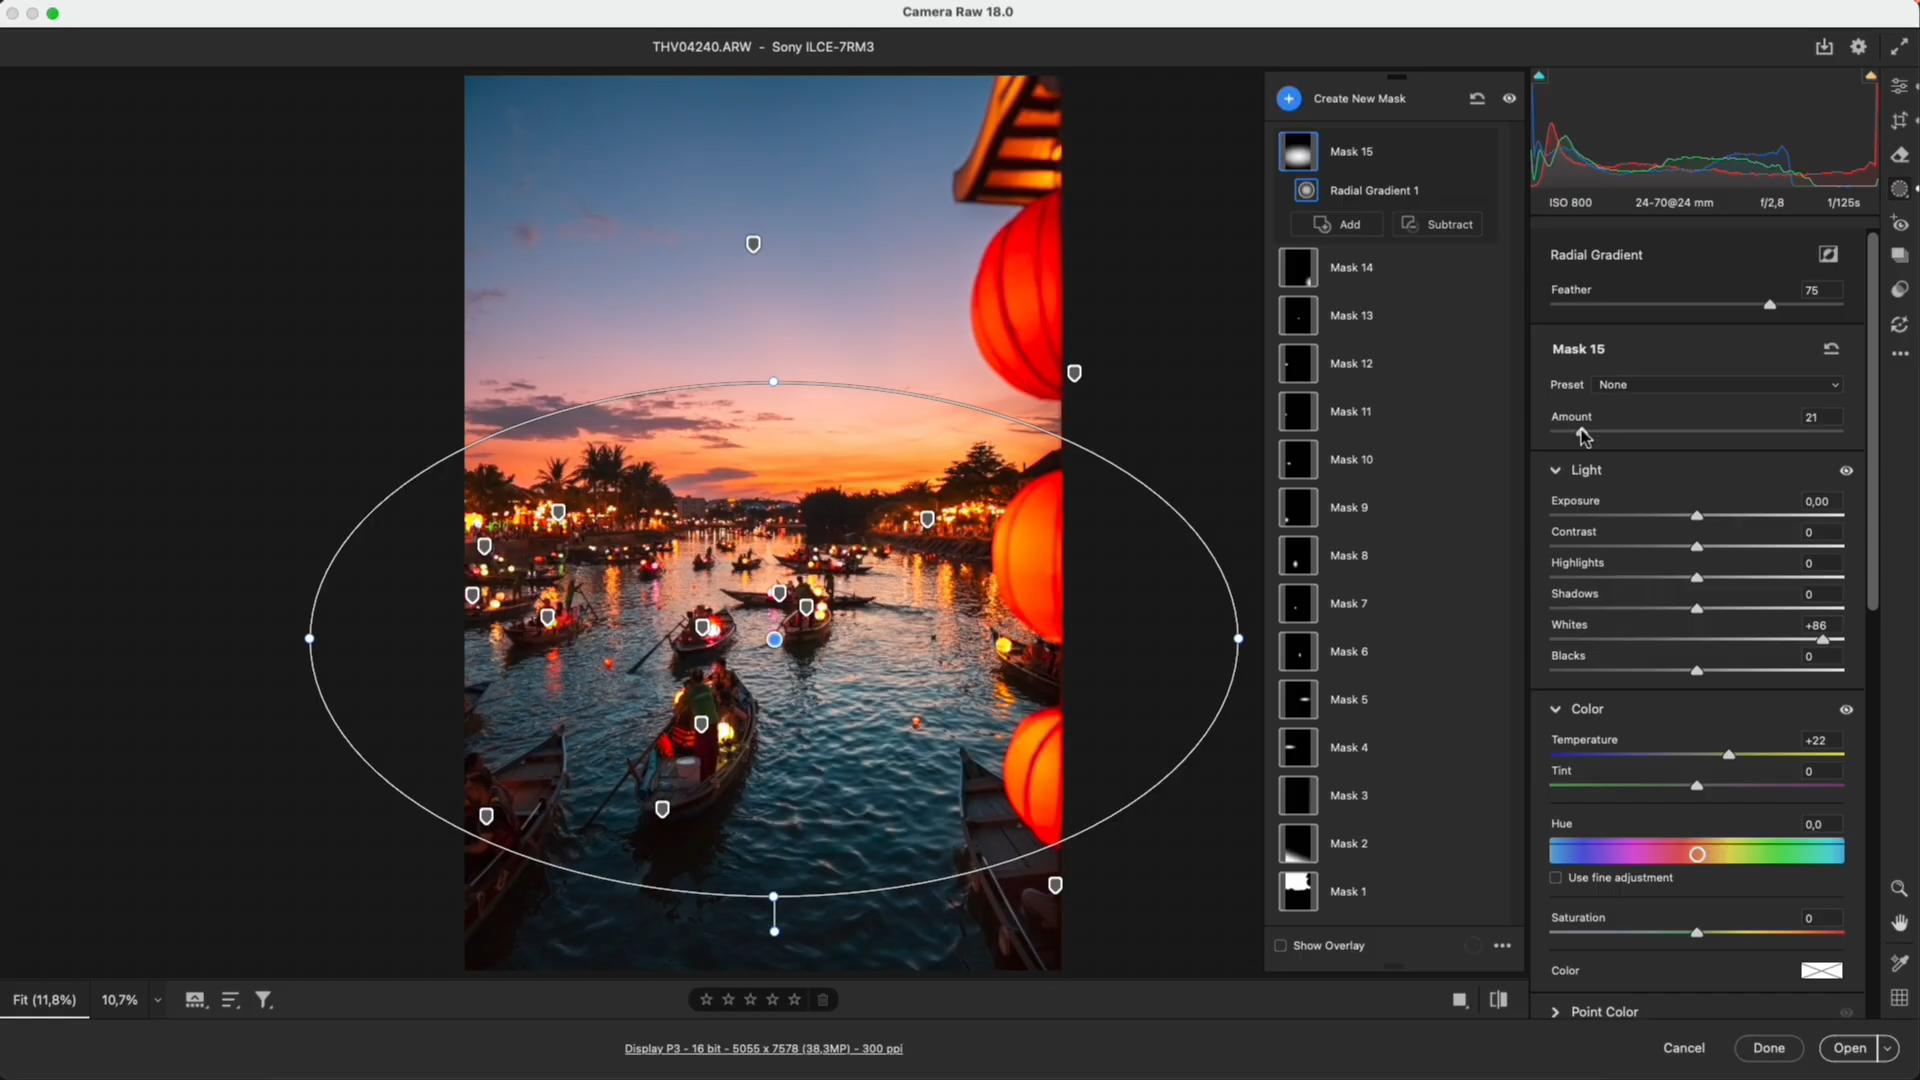 Camera Raw 18.0
THV04240.ARW - Sony ILCE-7RM3
Create New Mask
Mask 15
Radial Gradient 1
Add
Subtract
Mask 14
Mask 13
Mask 12
Mask 11
Mask 10
Mask 9
Mask 8
Mask 7
Mask 6
Mask 5
Mask 4
Mask 3
Mask 2
Mask 1
Show Overlay
ISO 800 24-70@24 mm f/2,8 1/125s
Radial Gradient
Feather 75
Mask 15
Preset None
Amount 21
Light
Exposure 0,00
Contrast 0
Highlights 0
Shadows 0
Whites +86
Blacks 0
Color
Temperature +22
Tint 0
Hue 0,0
Use fine adjustment
Saturation 0
Color
Point Color
Fit (11,8%) 10,7%
Display P3 - 16 bit - 5055 x 7578 (38,3MP) - 300 ppi
Cancel Done Open